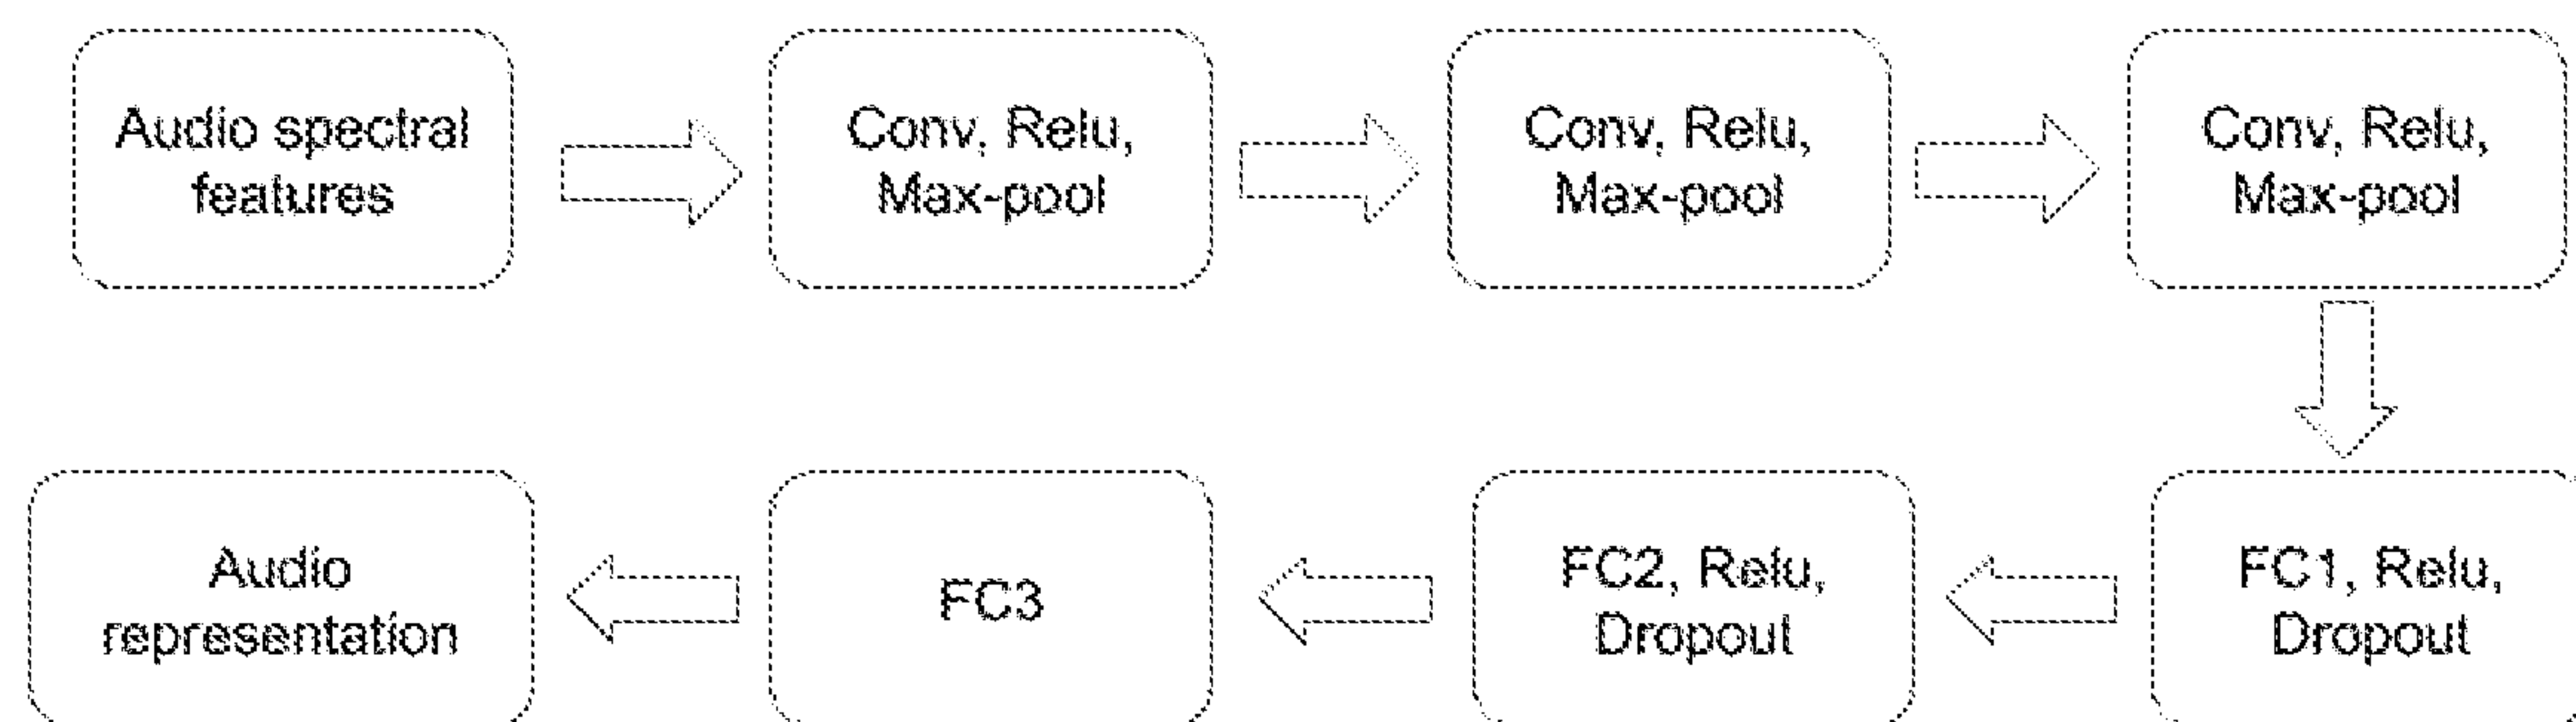 Audio spectral
features
Conv, Relu,
Max-pool
Conv, Relu,
Max-pool
Conv, Relu,
Max-pool
FC1, Relu,
Dropout
FC2, Relu,
Dropout
FC3
Audio
representation